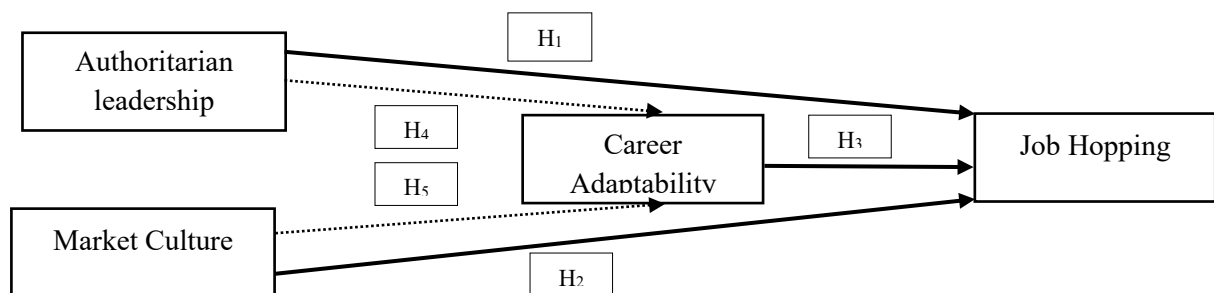 H₁
Authoritarian
leadership
H₄
Career
Adaptability
H₃
Job Hopping
H₅
Market Culture
H₂